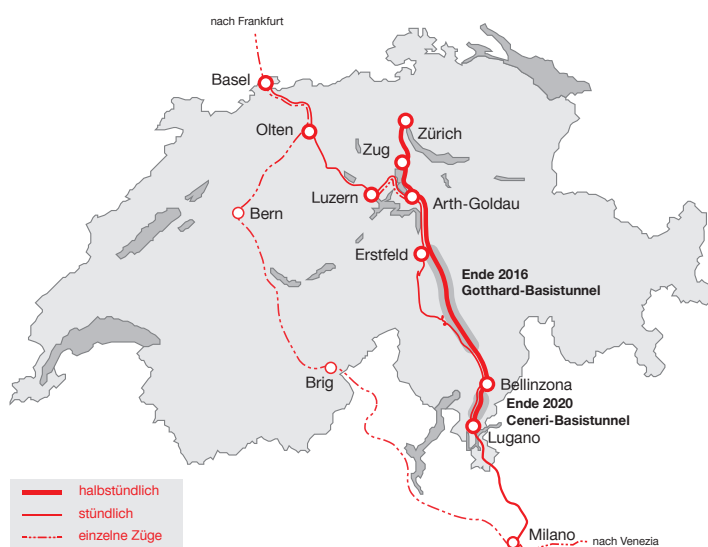 nach Frankfurt
Basel
Olten
Zürich
Zug
Luzern
Arth-Goldau
Bern
Erstfeld
Ende 2016
Gotthard-Basistunnel
Brig
Bellinzona
Ende 2020
Ceneri-Basistunnel
Lugano
halbstündlich
stündlich
einzelne Züge
Milano
nach Venezia